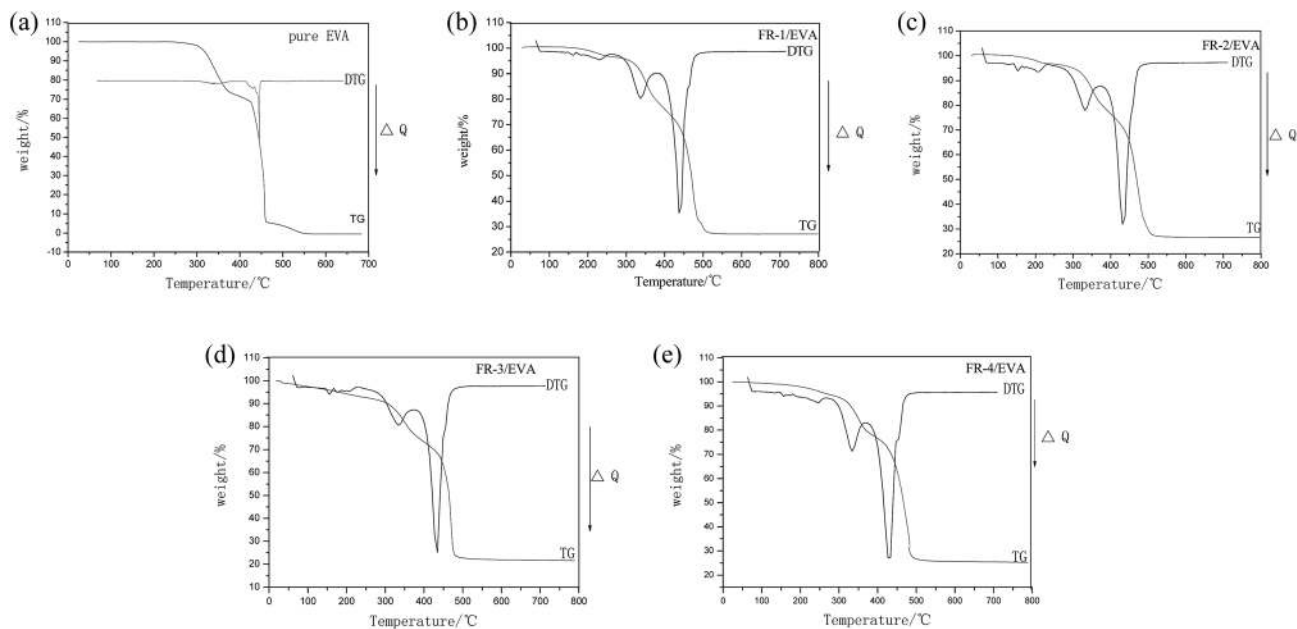 (a)
pure EVA
110
100
90
80
70
60
50
40
30
20
10
0
-10
weight/%
DTG
TG
△ Q
0 100 200 300 400 500 600 700
Temperature/℃
(b)
FR-1/EVA
110
100
90
80
70
60
50
40
30
20
weight/%
DTG
TG
△ Q
0 100 200 300 400 500 600 700 800
Temperature/℃
(c)
FR-2/EVA
110
100
90
80
70
60
50
40
30
20
weight/%
DTG
TG
△ Q
0 100 200 300 400 500 600 700 800
Temperature/℃
(d)
FR-3/EVA
110
100
90
80
70
60
50
40
30
20
10
weight/%
DTG
TG
△ Q
0 100 200 300 400 500 600 700 800
Temperature/℃
(e)
FR-4/EVA
110
100
90
80
70
60
50
40
30
20
weight/%
DTG
TG
△ Q
0 100 200 300 400 500 600 700 800
Temperature/℃